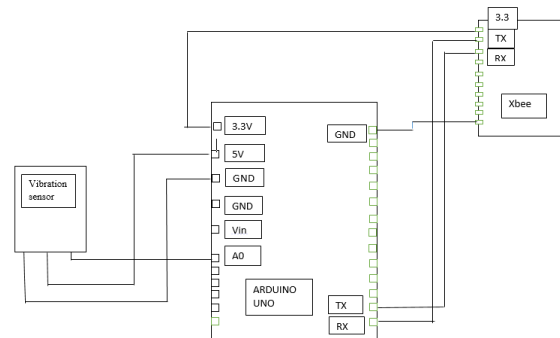 3.3
TX
RX
Xbee
3.3V
GND
5V
GND
GND
Vin
A0
Vibration
sensor
ARDUINO
UNO
TX
RX